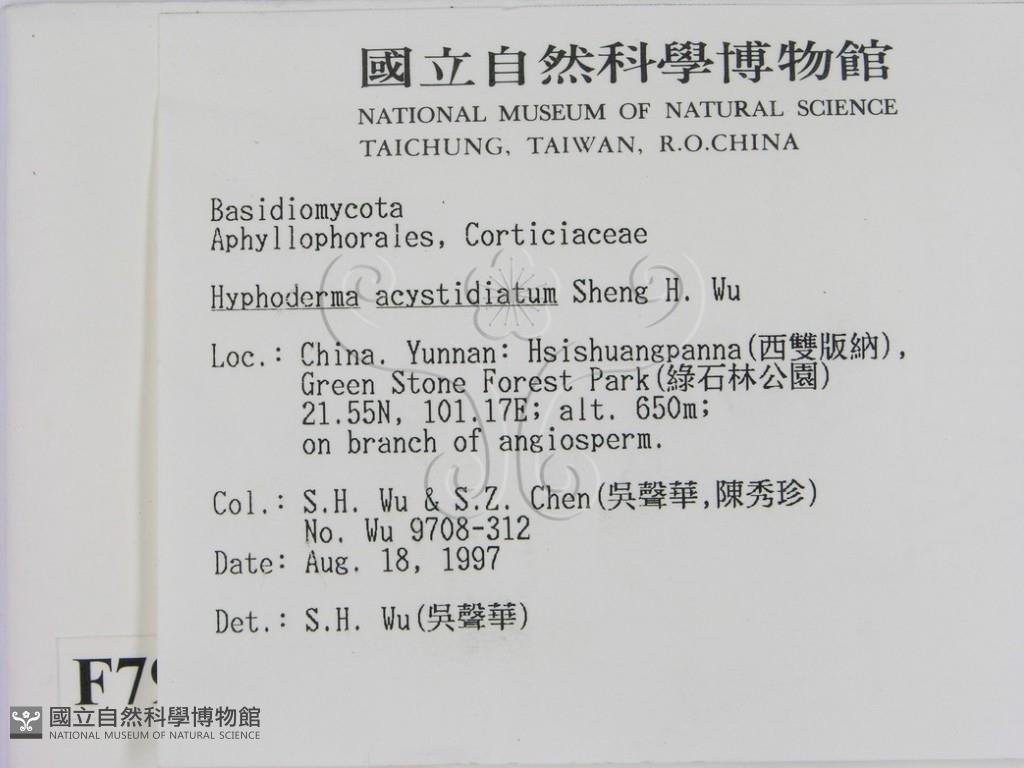 國立自然科學博物館
NATIONAL MUSEUM OF NATURAL SCIENCE
TAICHUNG, TAIWAN, R.O.CHINA
Basidiomycota
Aphyllophorales, Corticiaceae
Hyphoderma acystidiatum Sheng H. Wu
Loc.: China. Yunnan: Hsishuangpanna(西雙版納),
Green Stone Forest Park(綠石林公園)
21.55N, 101.17E; alt. 650m;
on branch of angiosperm.
Col.: S.H. Wu & S.Z. Chen(吳聲華,陳秀珍)
No. Wu 9708-312
Date: Aug. 18, 1997
Det.: S.H. Wu(吳聲華)
F79
國立自然科學博物館
NATIONAL MUSEUM OF NATURAL SCIENCE